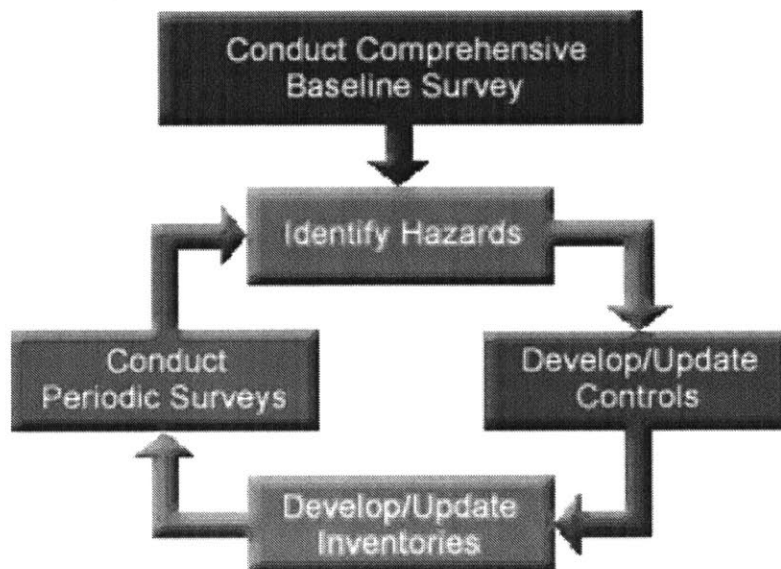 Conduct Comprehensive
Baseline Survey
Identify Hazards
Develop/Update
Controls
Develop/Update
Inventories
Conduct
Periodic Surveys